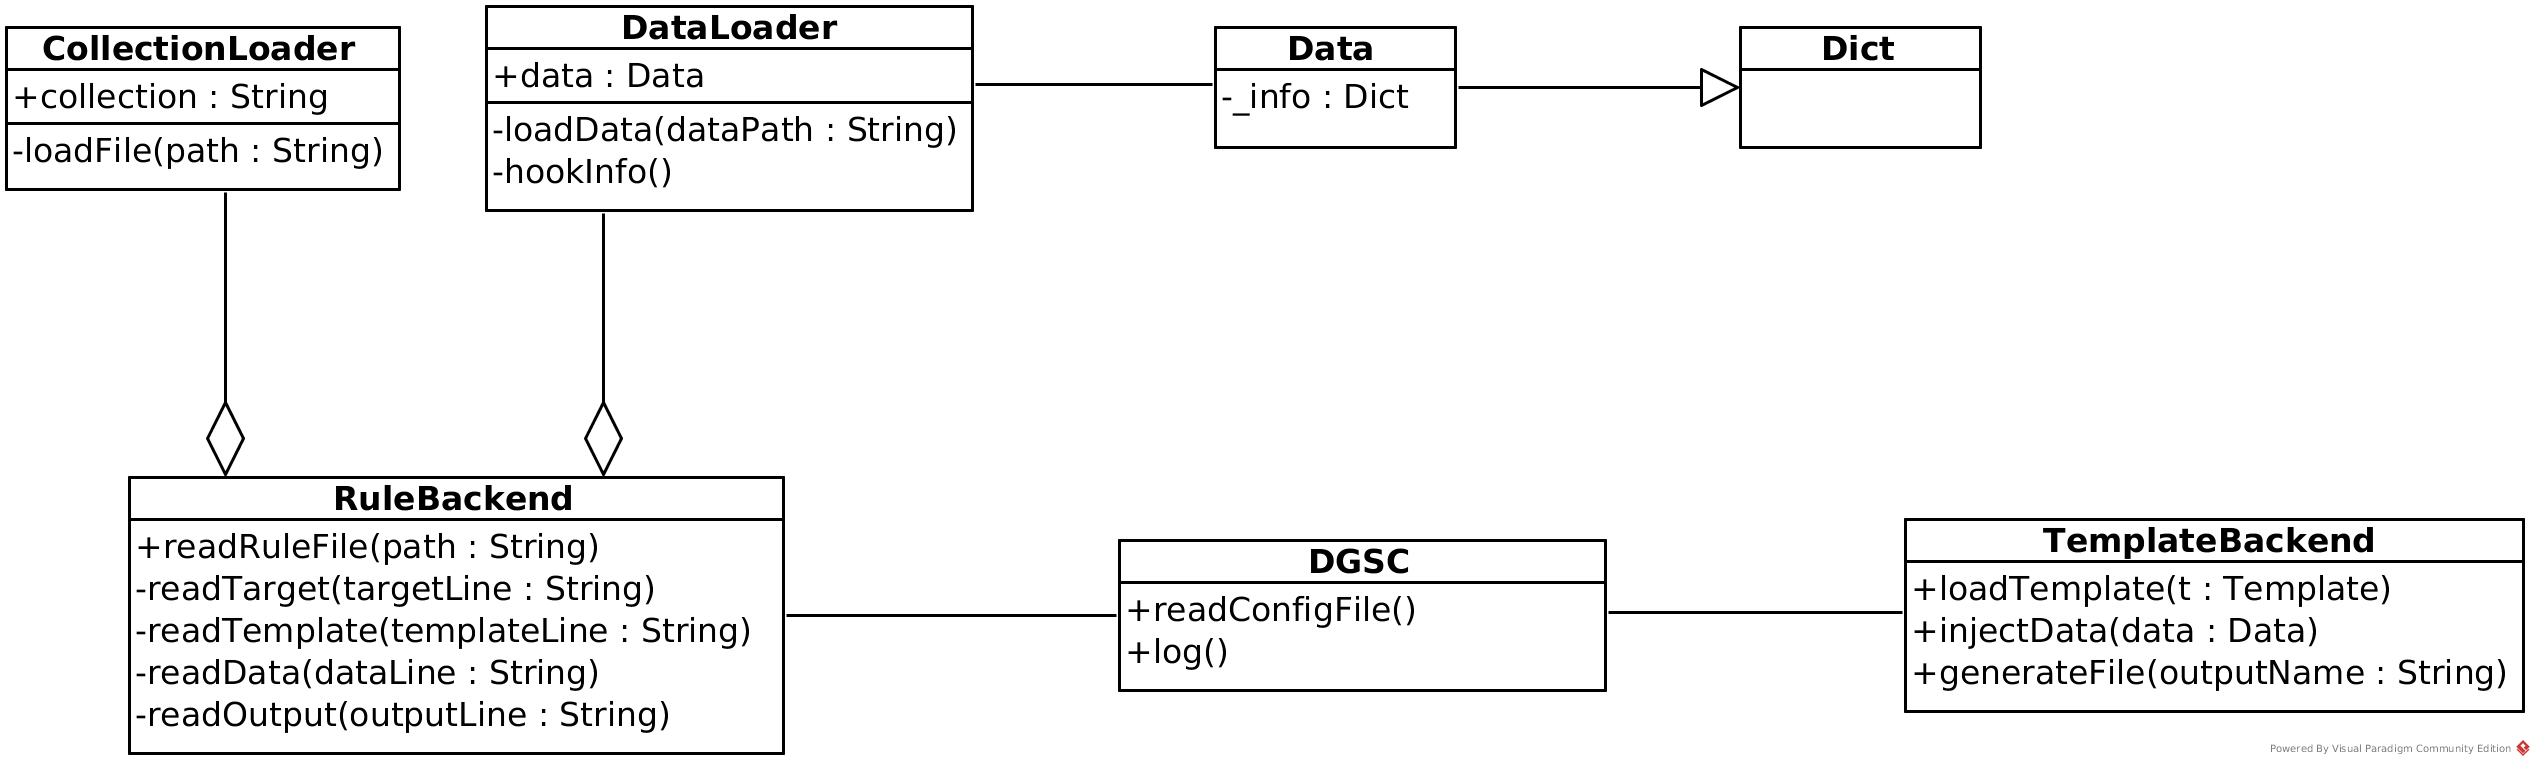 CollectionLoader
+collection : String
-loadFile(path : String)
DataLoader
+data : Data
-loadData(dataPath : String)
-hookInfo()
Data
-_info : Dict
Dict
RuleBackend
+readRuleFile(path : String)
-readTarget(targetLine : String)
-readTemplate(templateLine : String)
-readData(dataLine : String)
-readOutput(outputLine : String)
DGSC
+readConfigFile()
+log()
TemplateBackend
+loadTemplate(t : Template)
+injectData(data : Data)
+generateFile(outputName : String)
Powered By Visual Paradigm Community Edition